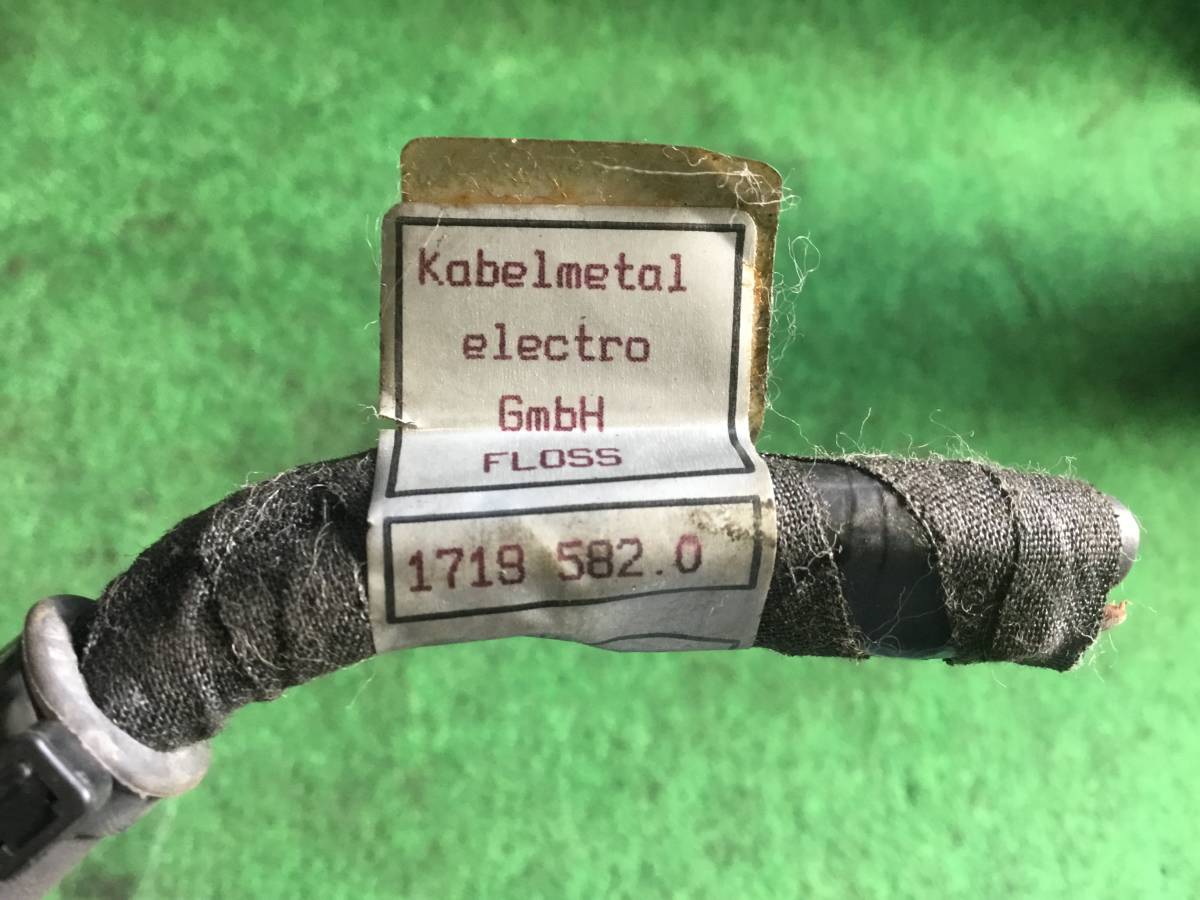 Kabelmetal
electro
GmbH
FLOSS
1719 582.0